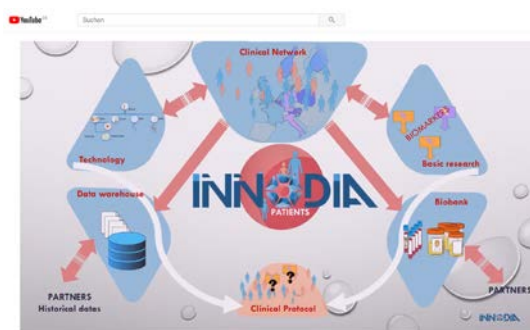 YouTube
Suchen
Clinical Network
BIOMARKERS
Technology
Basic research
INNODIA
PATIENTS
Data warehouse
Biobank
? ?
PARTNERS
Historical dates
Clinical Protocol
PARTNERS
INNODIA